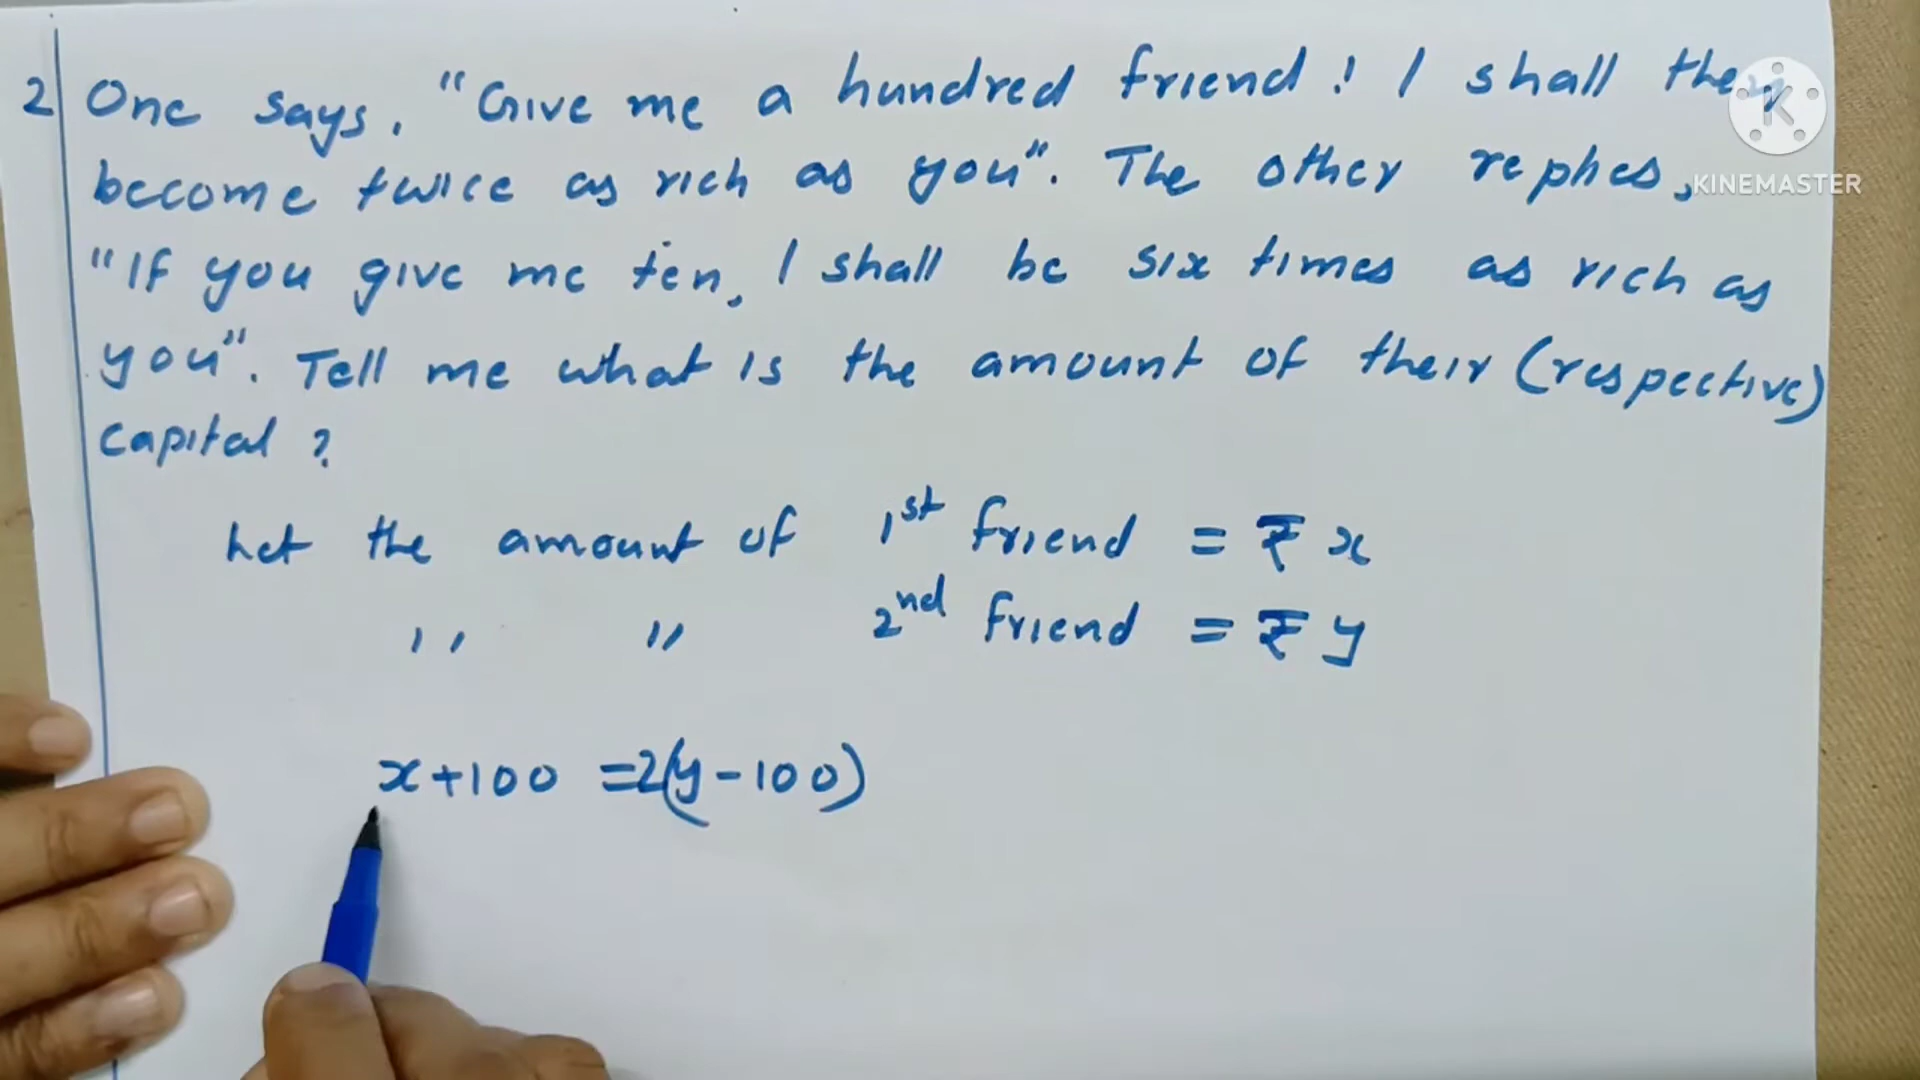 2 One says, "Give me a hundred friend! I shall then
become twice as rich as you". The other replies,
"If you give me ten, I shall be six times as rich as
you". Tell me what is the amount of their (respective)
capital?
Let the amount of 1st friend = ₹ x
,, ,, 2nd friend = ₹ y
x+100 =2(y-100)
K
KINEMASTER